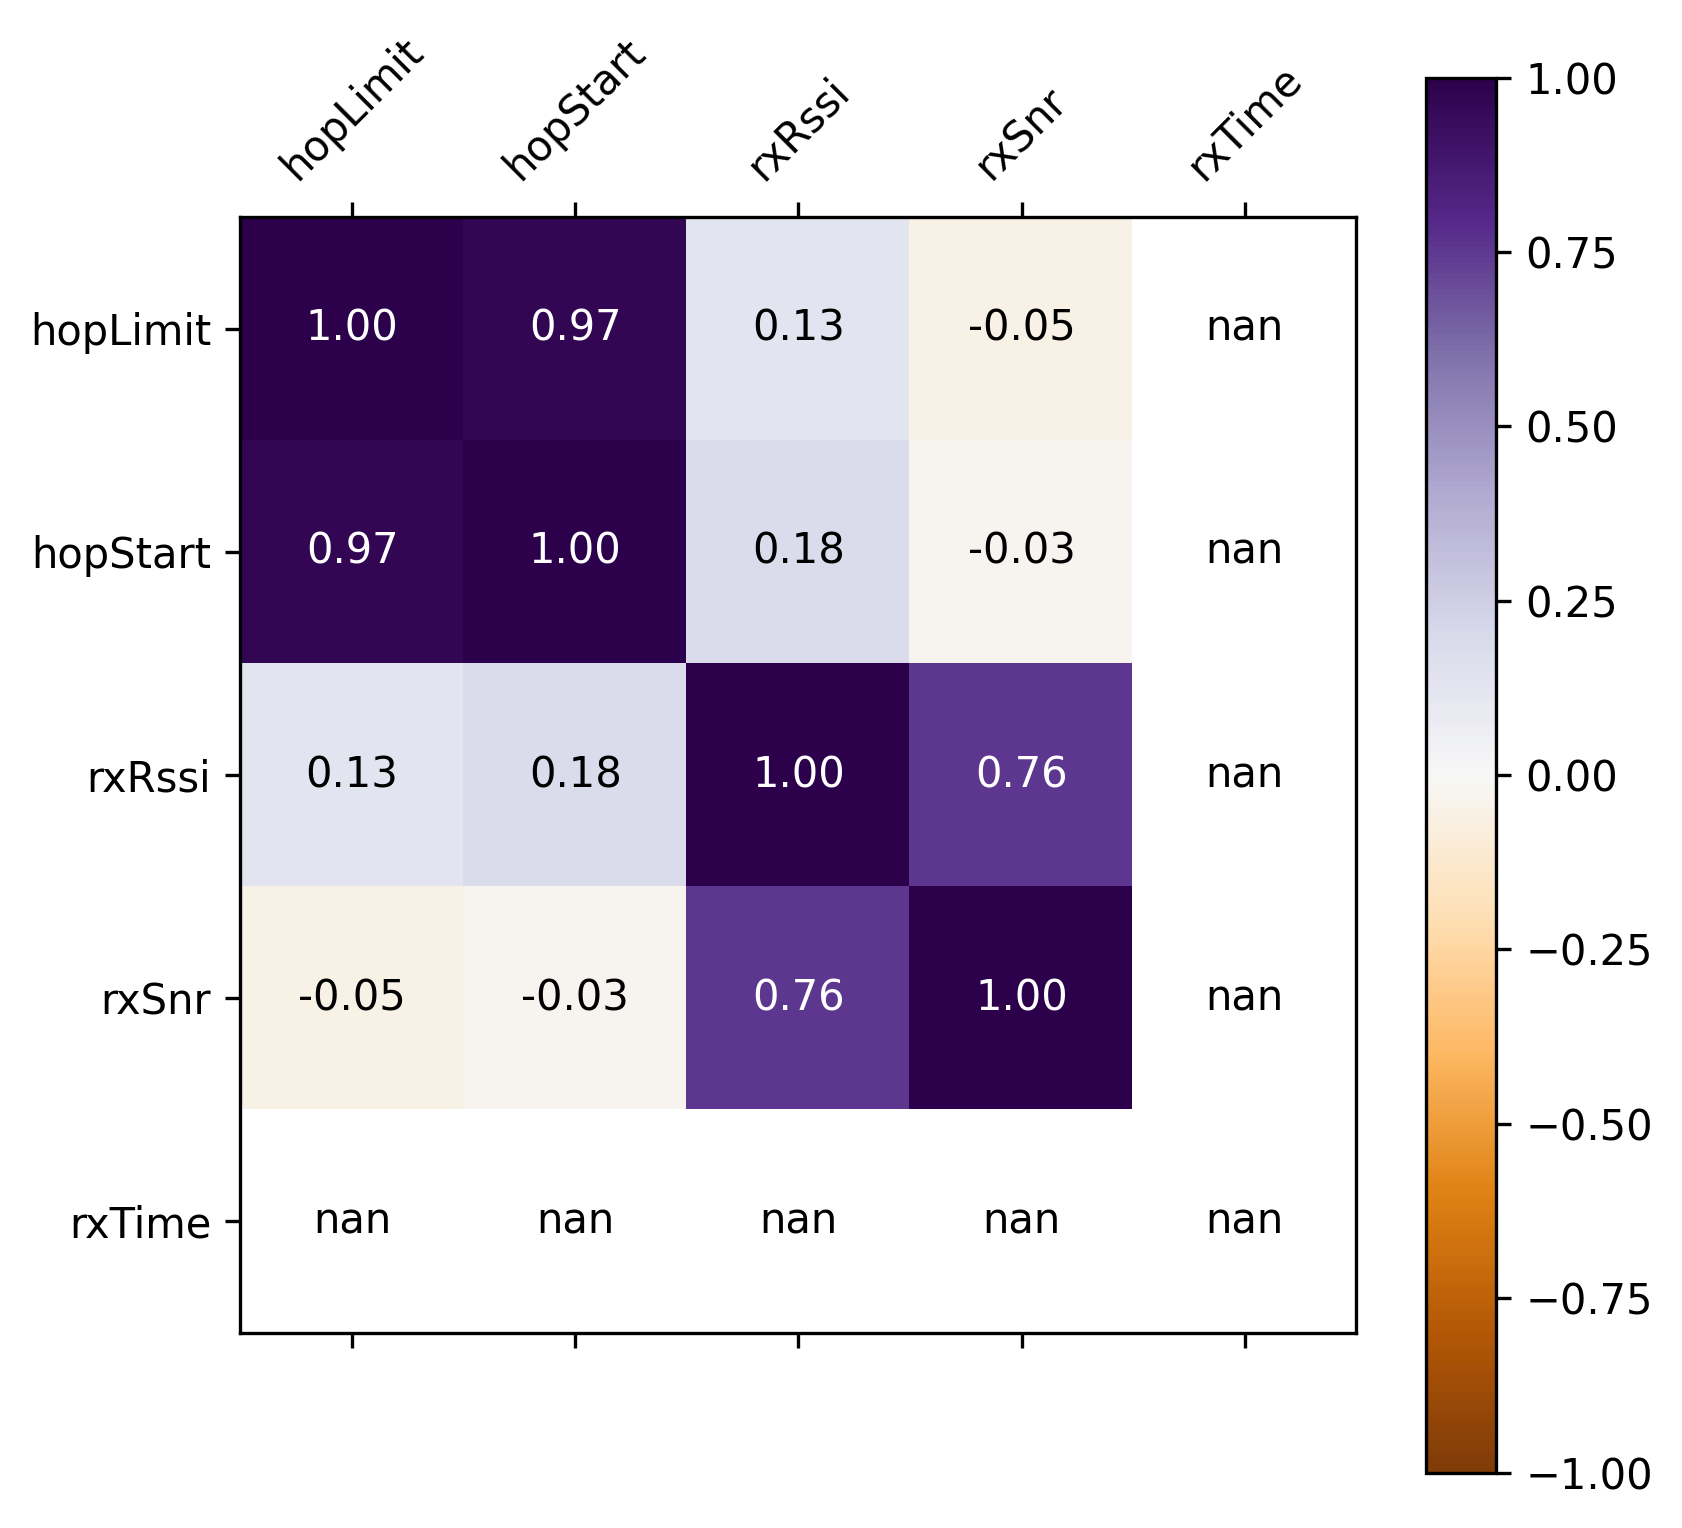 hopLimit hopStart rxRssi rxSnr rxTime
hopLimit 1.00 0.97 0.13 -0.05 nan
hopStart 0.97 1.00 0.18 -0.03 nan
rxRssi 0.13 0.18 1.00 0.76 nan
rxSnr -0.05 -0.03 0.76 1.00 nan
rxTime nan nan nan nan nan
1.00
0.75
0.50
0.25
0.00
−0.25
−0.50
−0.75
−1.00